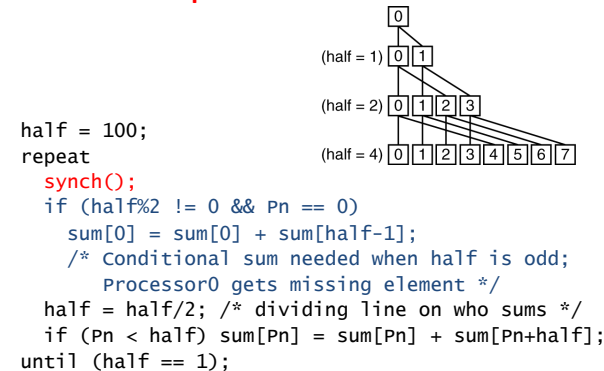 0
(half = 1) 0 1
(half = 2) 0 1 2 3
(half = 4) 0 1 2 3 4 5 6 7
half = 100;
repeat
synch();
if (half%2 != 0 && Pn == 0)
sum[0] = sum[0] + sum[half-1];
/* Conditional sum needed when half is odd;
Processor0 gets missing element */
half = half/2; /* dividing line on who sums */
if (Pn < half) sum[Pn] = sum[Pn] + sum[Pn+half];
until (half == 1);